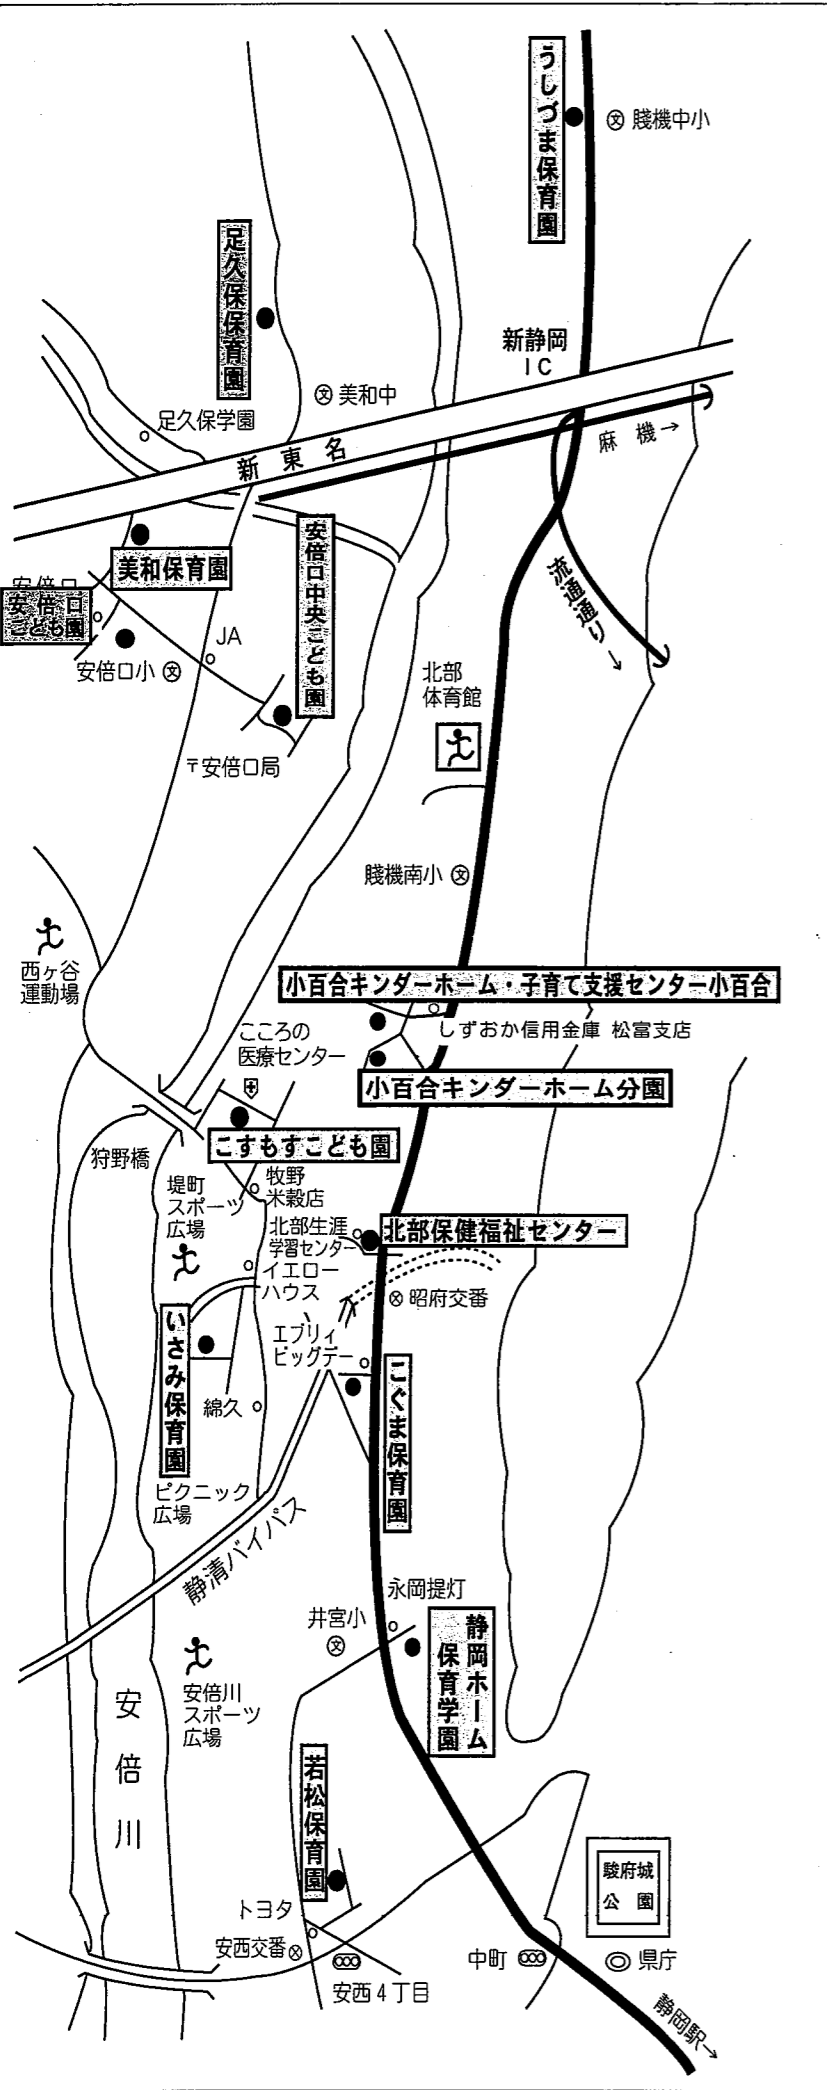 うしづま保育園
賤機中小
足久保保育園
新静岡
IC
美和中
足久保学園
麻機→
新東名
安倍口中央こども園
美和保育園
安倍口
安倍口
こども園
流通通り→
JA
安倍口小
北部
体育館
〒安倍口局
賤機南小
西ヶ谷
運動場
小百合キンダーホーム・子育て支援センター小百合
しずおか信用金庫 松富支店
こころの
医療センター
小百合キンダーホーム分園
こすもすこども園
狩野橋
牧野
米穀店
堤町
スポーツ
広場
北部生涯
学習センター
北部保健福祉センター
イエロー
ハウス
昭府交番
いさみ保育園
エブリィ
ビッグデー
こぐま保育園
綿久
ピクニック
広場
静清バイパス
永岡提灯
井宮小
静岡ホーム
保育学園
安倍川
スポーツ
広場
安倍川
若松保育園
駿府城
公園
トヨタ
安西交番
中町
県庁
安西4丁目
静岡駅→